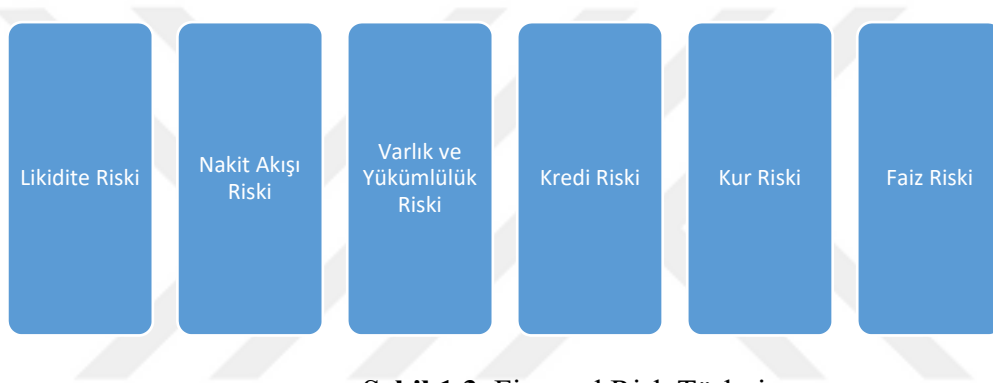 Likidite Riski
Nakit Akışı
Riski
Varlık ve
Yükümlülük
Riski
Kredi Riski
Kur Riski
Faiz Riski